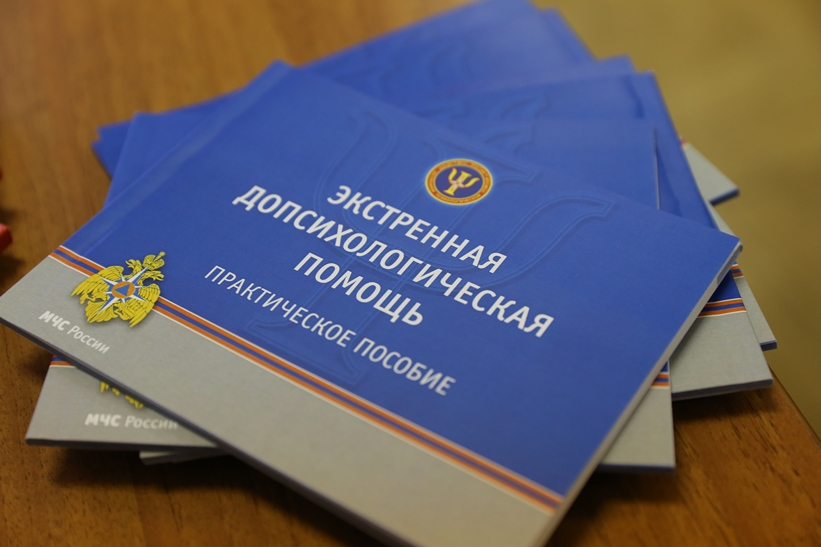 ЭКСТРЕННАЯ
ДОПСИХОЛОГИЧЕСКАЯ
ПОМОЩЬ
ПРАКТИЧЕСКОЕ ПОСОБИЕ
МЧС России
МЧС России